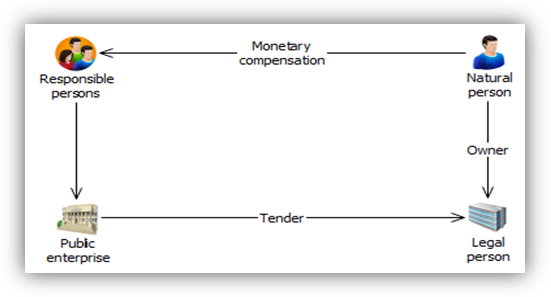 Monetary
compensation
Responsible
persons
Natural
person
Owner
Tender
Public
enterprise
Legal
person